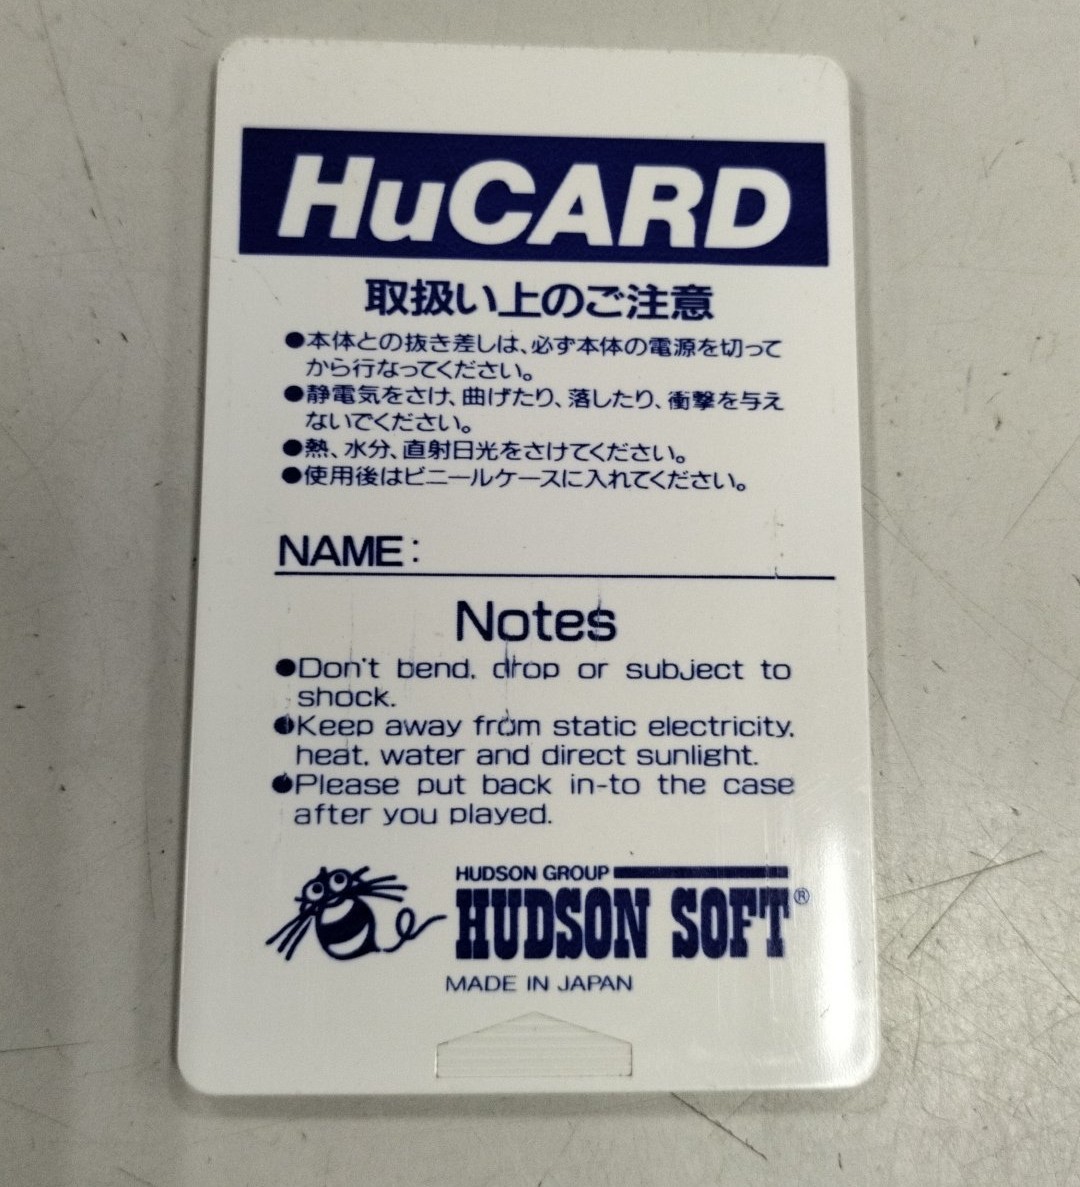 HuCARD
取扱い上のご注意
●本体との抜き差しは、必ず本体の電源を切って
から行なってください。
●静電気をさけ、曲げたり、落したり、衝撃を与え
ないでください。
●熱、水分、直射日光をさけてください。
●使用後はビニールケースに入れてください。
NAME:
Notes
●Don't bend, drop or subject to
shock.
●Keep away from static electricity,
heat, water and direct sunlight.
●Please put back in-to the case
after you played.
HUDSON GROUP
HUDSON SOFT®
MADE IN JAPAN